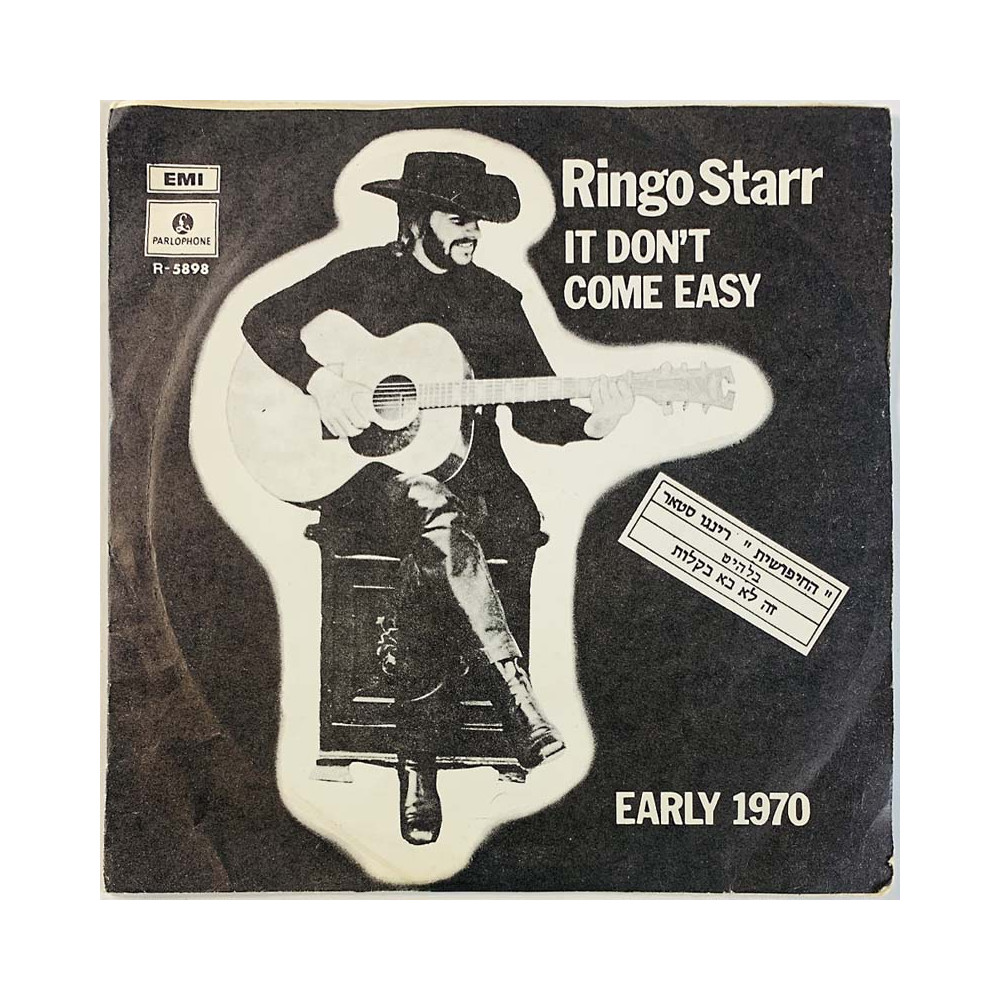 EMI
PARLOPHONE
R-5898
Ringo Starr
IT DON'T
COME EASY
"החיפושית" רינגו סטאר
בלהיט
זה לא בא בקלות
EARLY 1970